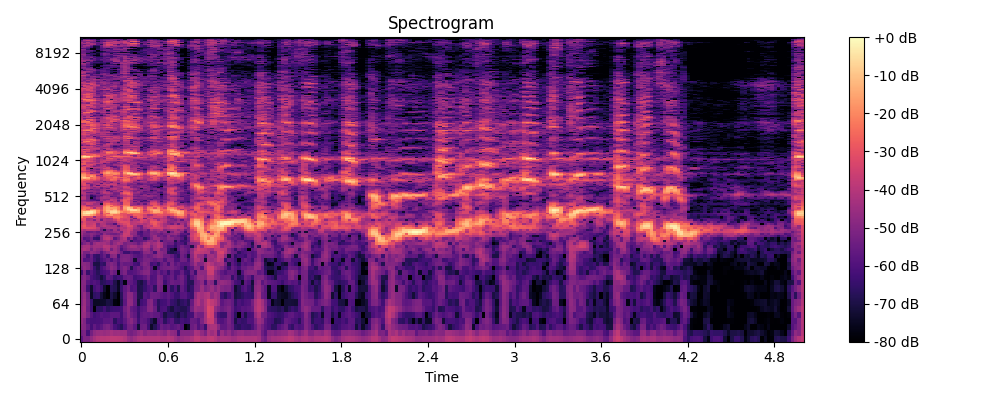 Spectrogram
8192
4096
2048
1024
512
256
128
64
0
Frequency
0
0.6
1.2
1.8
2.4
3
3.6
4.2
4.8
Time
+0 dB
-10 dB
-20 dB
-30 dB
-40 dB
-50 dB
-60 dB
-70 dB
-80 dB